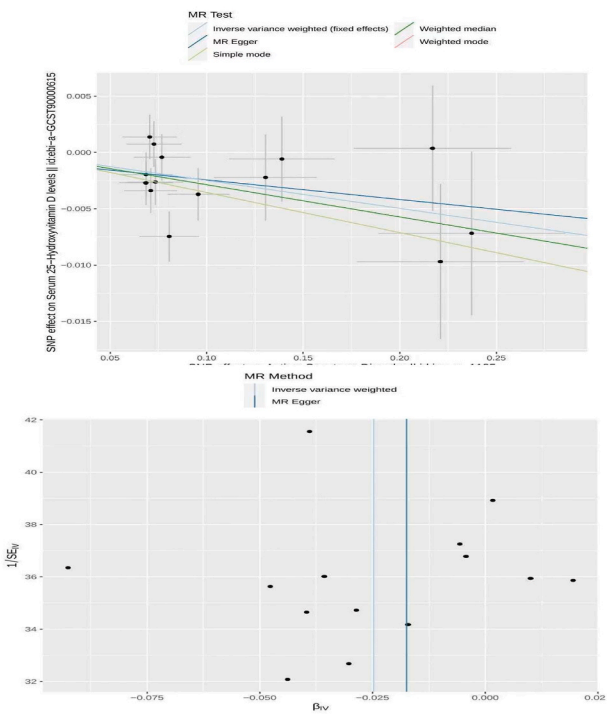 MR Test
Inverse variance weighted (fixed effects)
MR Egger
Simple mode
Weighted median
Weighted mode
SNP effect on Serum 25-Hydroxyvitamin D levels || id:ebi-a-GCST90000615
0.005
0.000
-0.005
-0.010
-0.015
0.05
0.10
0.15
0.20
0.25
MR Method
Inverse variance weighted
MR Egger
1/SEIV
42
40
38
36
34
32
-0.075
-0.050
-0.025
0.000
0.02
βIV